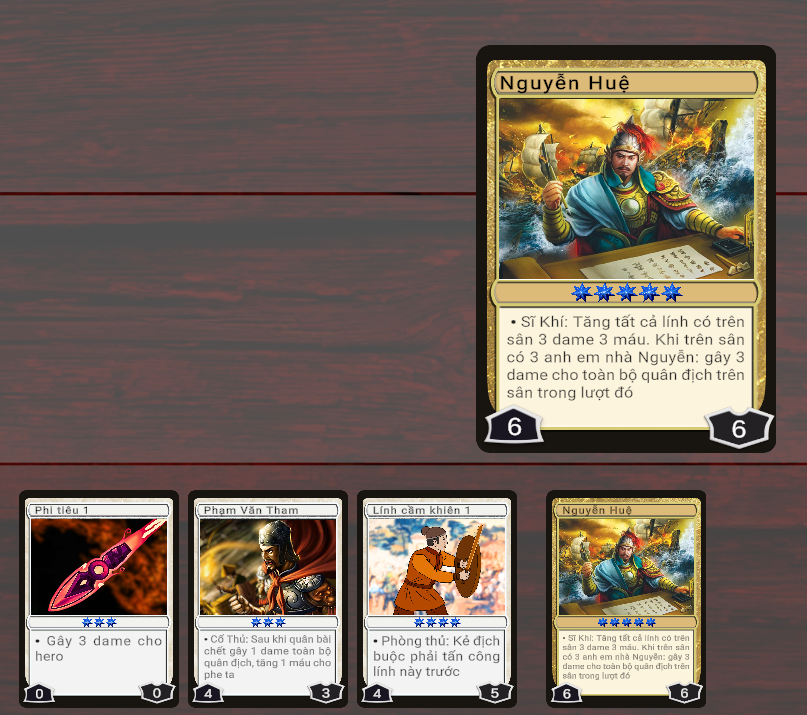 Nguyễn Huệ
• Sĩ Khí: Tăng tất cả lính có trên
sân 3 dame 3 máu. Khi trên sân
có 3 anh em nhà Nguyễn: gây 3
dame cho toàn bộ quân địch trên
sân trong lượt đó
6
6
Phi tiêu 1
• Gây 3 dame cho
hero
0
0
Phạm Văn Tham
• Cố Thủ: Sau khi quân bài
chết gây 1 dame toàn bộ
quân địch, tăng 1 máu cho
phe ta
4
3
Lính cầm khiên 1
• Phòng thủ: Kẻ địch
buộc phải tấn công
lính này trước
4
5
Nguyễn Huệ
• Sĩ Khí: Tăng tất cả lính có trên
sân 3 dame 3 máu. Khi trên sân
có 3 anh em nhà Nguyễn: gây 3
dame cho toàn bộ quân địch trên
sân trong lượt đó
6
6